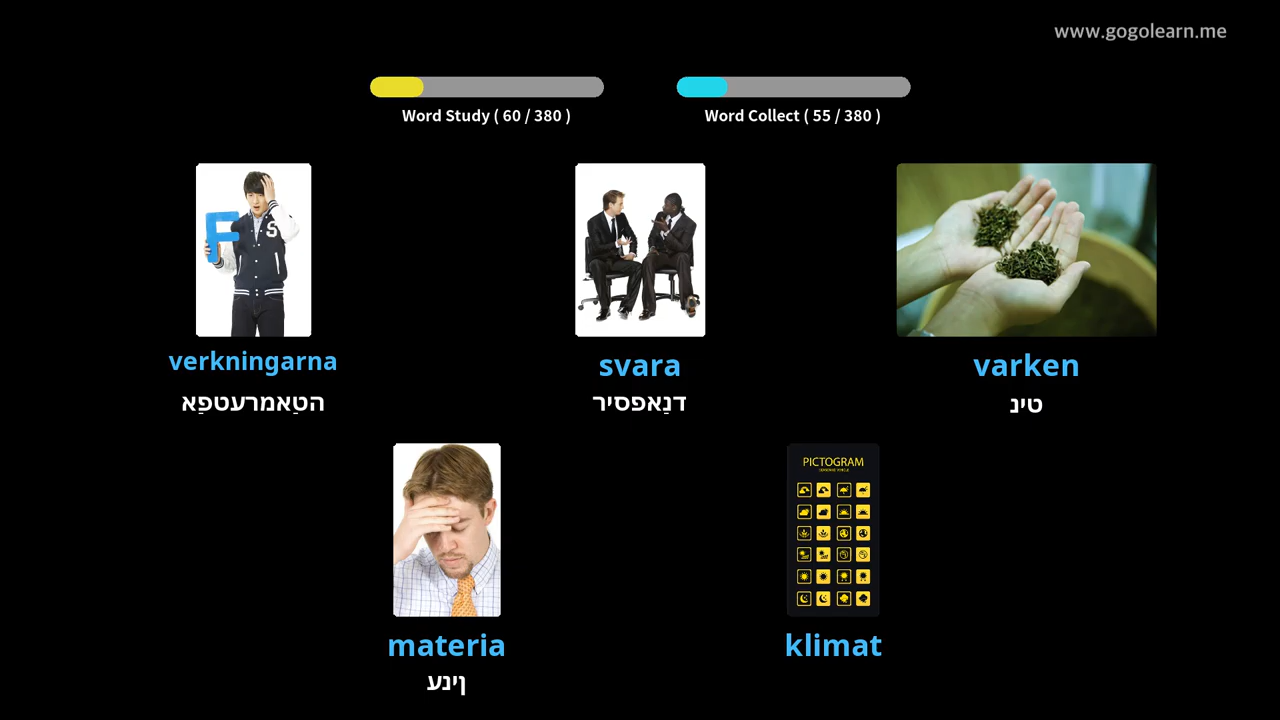 www.gogolearn.me
Word Study ( 60 / 380 )
Word Collect ( 55 / 380 )
F
S
verkningarna
הטַאמרעטפַא
svara
דנַאפסיר
varken
טינ
materia
ןינע
PICTOGRAM
klimat